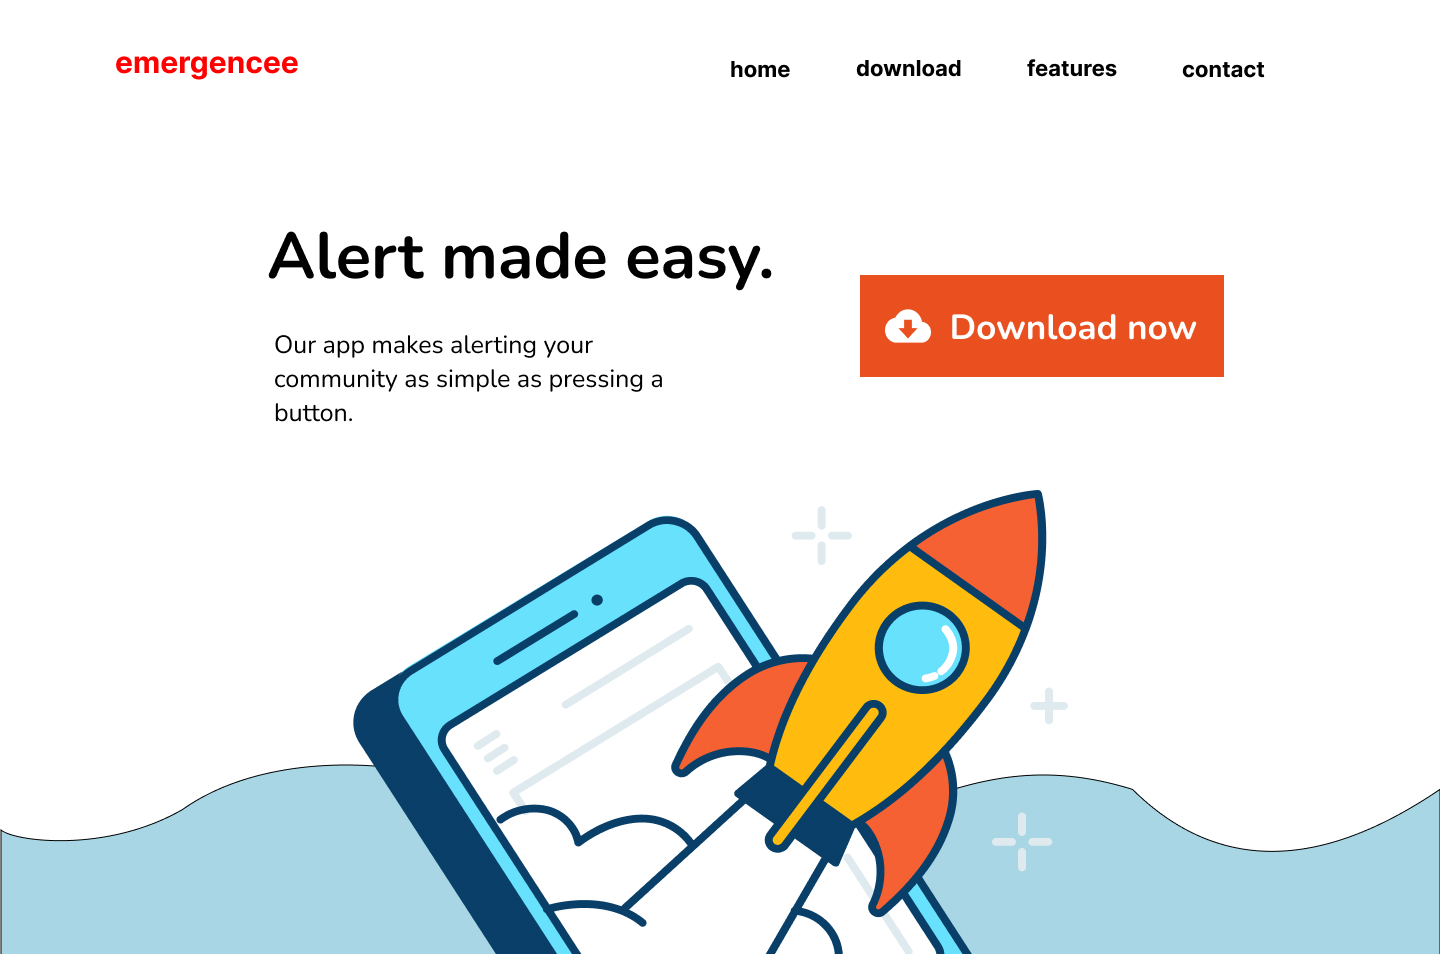 emergencee
home download features contact
Alert made easy.
Our app makes alerting your
community as simple as pressing a
button.
Download now